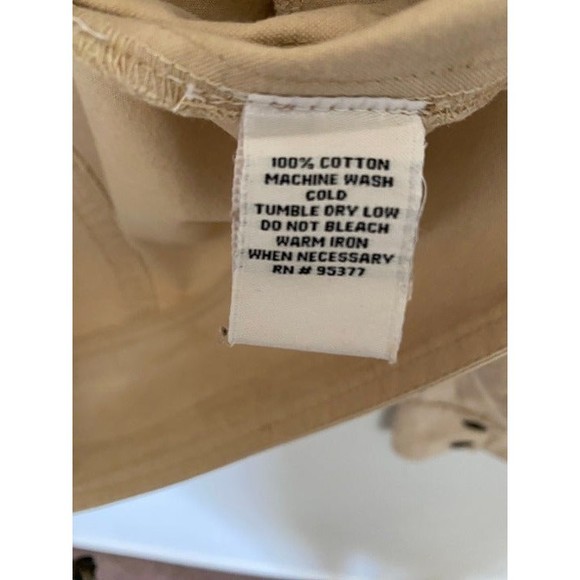 100% COTTON
MACHINE WASH
COLD
TUMBLE DRY LOW
DO NOT BLEACH
WARM IRON
WHEN NECESSARY
RN # 95377